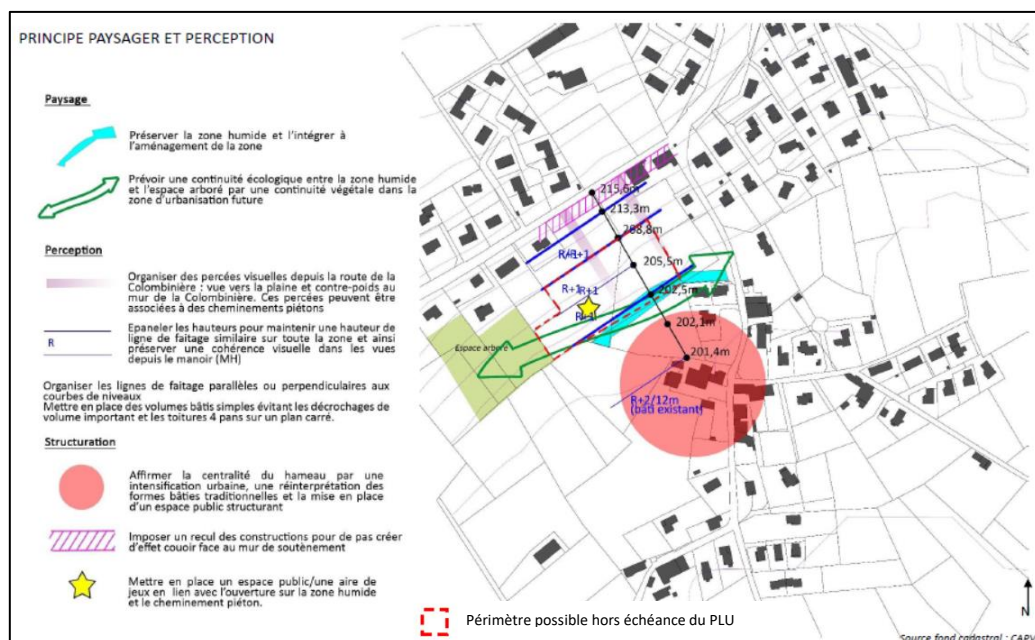 PRINCIPE PAYSAGER ET PERCEPTION
Paysage
Préserver la zone humide et l'intégrer à
l'aménagement de la zone
Prévoir une continuité écologique entre la zone humide
et l'espace arboré par une continuité végétale dans la
zone d'urbanisation future
Perception
Organiser des percées visuelles depuis la route de la
Colombinière : vue vers la plaine et contre-poids au
mur de la Colombinière. Ces percées peuvent être
associées à des cheminements piétons
Epaneler les hauteurs pour maintenir une hauteur de
ligne de faitage similaire sur toute la zone et ainsi
préserver une cohérence visuelle dans les vues
depuis le manoir (MH)
R
Organiser les lignes de faitage parallèles ou perpendiculaires aux
courbes de niveaux
Mettre en place des volumes bâtis simples évitant les décrochages de
volume important et les toitures 4 pans sur un plan carré.
Structuration
Affirmer la centralité du hameau par une
intensification urbaine, une réinterprétation des
formes bâties traditionnelles et la mise en place
d'un espace public structurant
Imposer un recul des constructions pour de pas créer
d'effet couoir face au mur de soutènement
Mettre en place un espace public/une aire de
jeux en lien avec l'ouverture sur la zone humide
et le cheminement piéton.
215,6m
213,3m
208,8m
205,5m
R+1
R+1
202,5m
202,1m
201,4m
Espace arboré
R+2/12m
(bâti existant)
Périmètre possible hors échéance du PLU
N
Source fond cadastral : CAPV